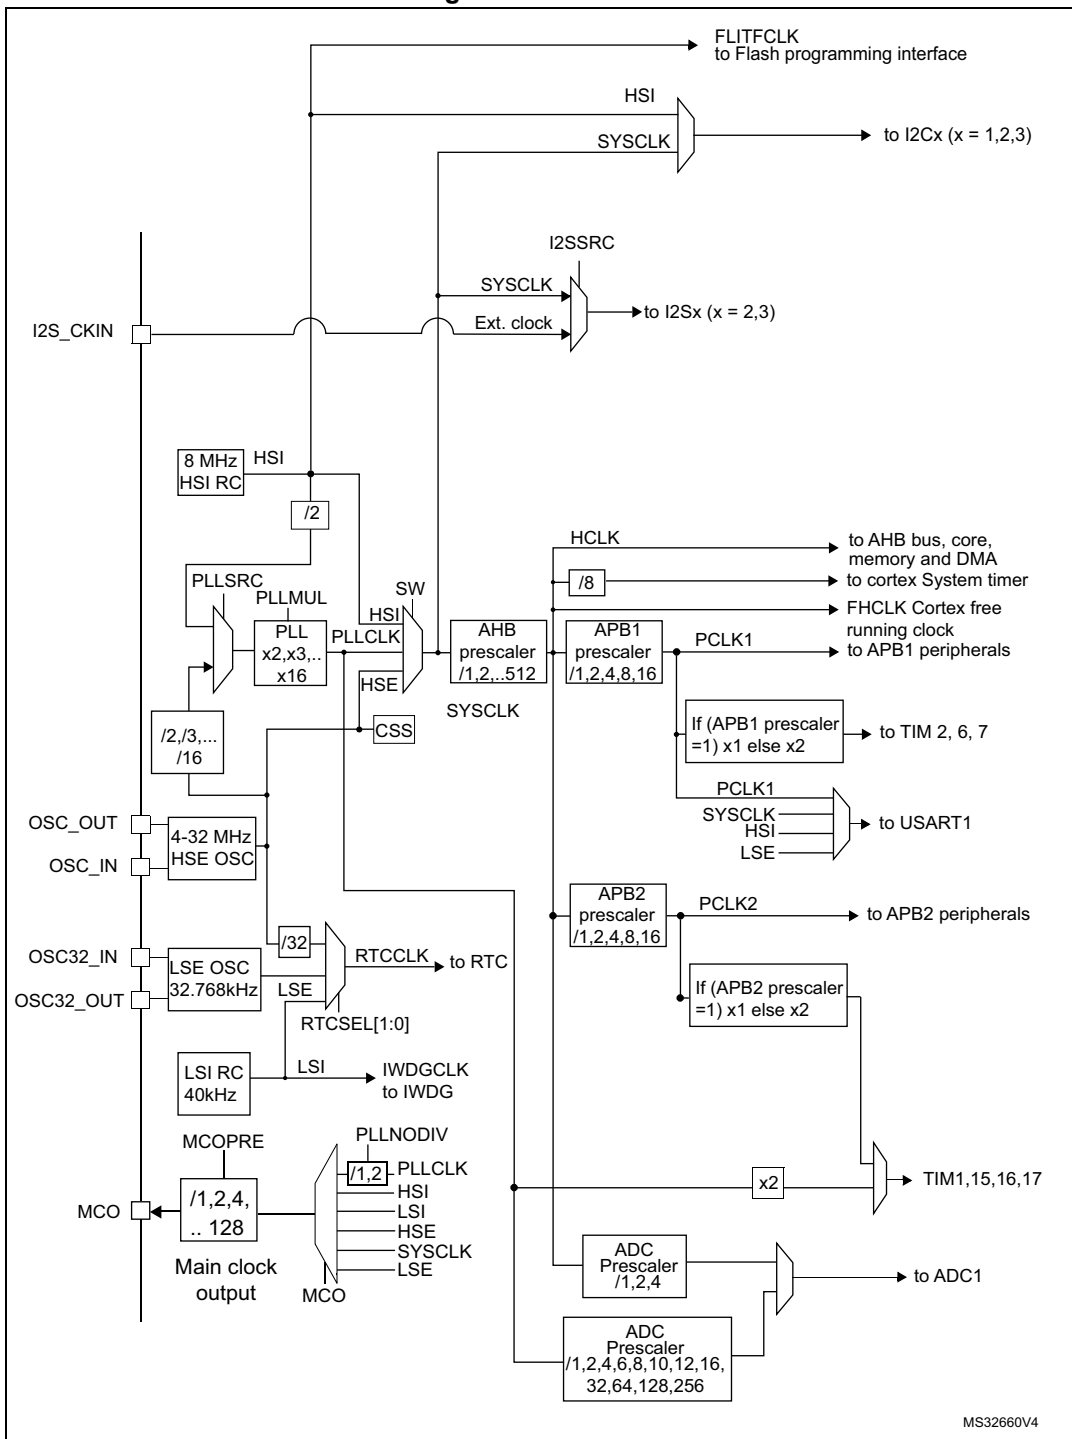 FLITFCLK
to Flash programming interface
HSI
SYSCLK
to I2Cx (x = 1,2,3)
I2SSRC
SYSCLK
to I2Sx (x = 2,3)
I2S_CKIN
Ext. clock
8 MHz
HSI RC
HSI
/2
HCLK
to AHB bus, core,
memory and DMA
/8
to cortex System timer
PLLSRC
PLLMUL
SW
FHCLK Cortex free
running clock
HSI
PLL
x2,x3,..
x16
PLLCLK
HSE
AHB
prescaler
/1,2,..512
APB1
prescaler
/1,2,4,8,16
PCLK1
to APB1 peripherals
SYSCLK
/2,/3,...
/16
CSS
If (APB1 prescaler
=1) x1 else x2
to TIM 2, 6, 7
PCLK1
SYSCLK
HSI
LSE
to USART1
OSC_OUT
OSC_IN
4-32 MHz
HSE OSC
APB2
prescaler
/1,2,4,8,16
PCLK2
to APB2 peripherals
/32
RTCCLK
to RTC
OSC32_IN
OSC32_OUT
LSE OSC
32.768kHz
LSE
RTCSEL[1:0]
If (APB2 prescaler
=1) x1 else x2
LSI RC
40kHz
LSI
IWDGCLK
to IWDG
MCOPRE
PLLNODIV
/1,2
PLLCLK
HSI
LSI
HSE
SYSCLK
LSE
MCO
/1,2,4,
.. 128
Main clock
output
MCO
x2
TIM1,15,16,17
ADC
Prescaler
/1,2,4
to ADC1
ADC
Prescaler
/1,2,4,6,8,10,12,16,
32,64,128,256
MS32660V4